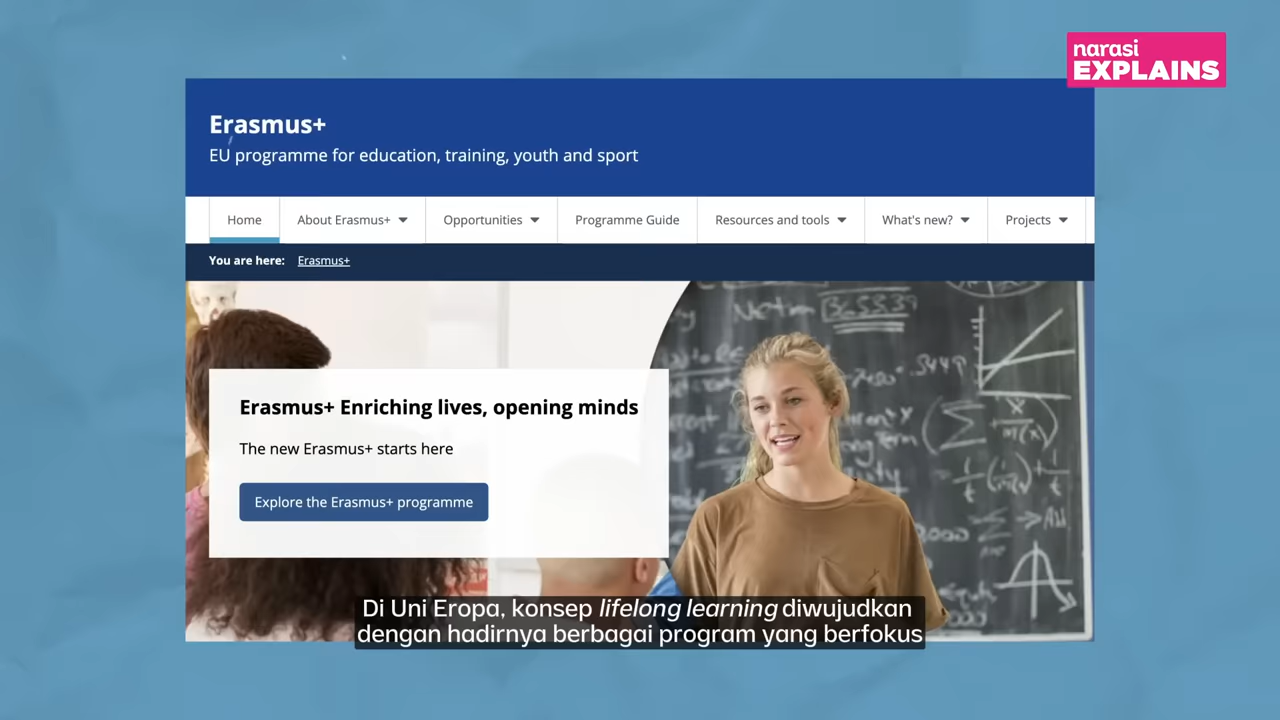 narasi
EXPLAINS
Erasmus+
EU programme for education, training, youth and sport
Home
About Erasmus+
Opportunities
Programme Guide
Resources and tools
What's new?
Projects
You are here: Erasmus+
Erasmus+ Enriching lives, opening minds
The new Erasmus+ starts here
Explore the Erasmus+ programme
Di Uni Eropa, konsep lifelong learning diwujudkan
dengan hadirnya berbagai program yang berfokus